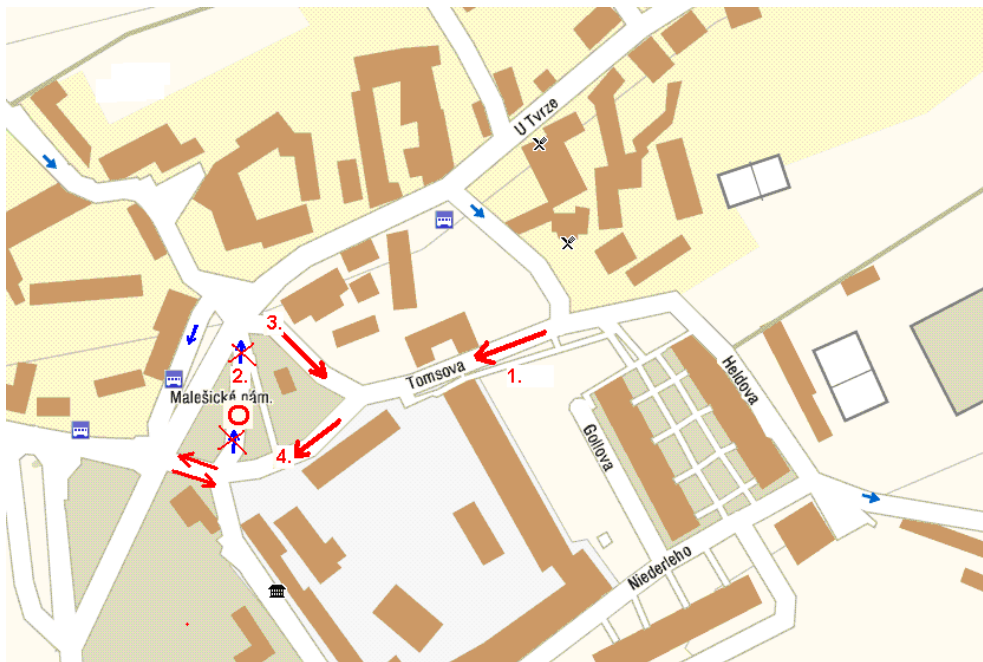 U Tvrze
3.
Tomsova
1.
2.
Malešické nám.
Heldova
4.
Gollova
Niederleho